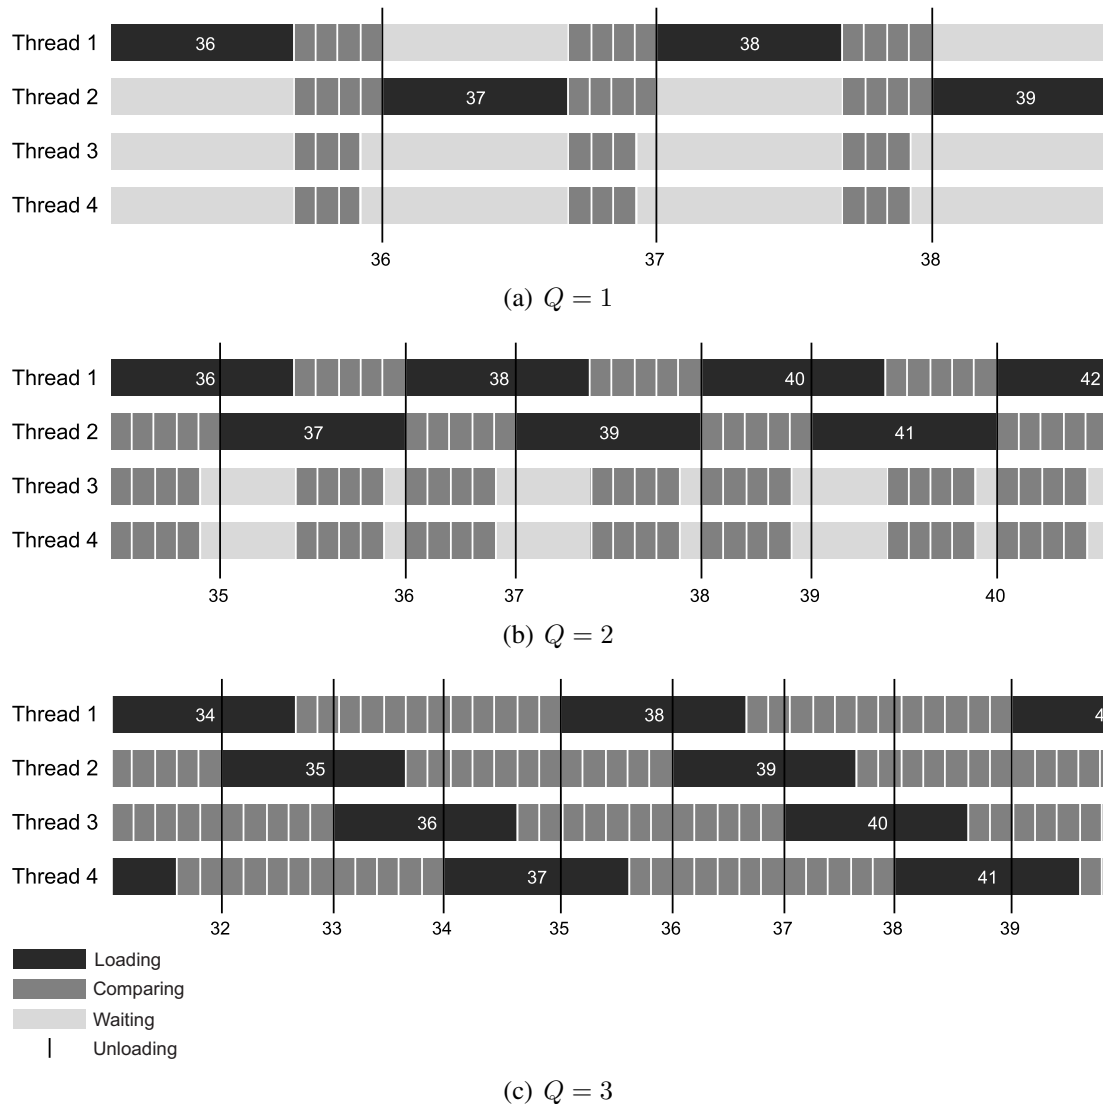 Thread 1 36 38
Thread 2 37 39
Thread 3
Thread 4
36 37 38
(a) Q = 1
Thread 1 36 38 40 42
Thread 2 37 39 41
Thread 3
Thread 4
35 36 37 38 39 40
(b) Q = 2
Thread 1 34 38 4
Thread 2 35 39
Thread 3 36 40
Thread 4 37 41
32 33 34 35 36 37 38 39
Loading
Comparing
Waiting
Unloading
(c) Q = 3